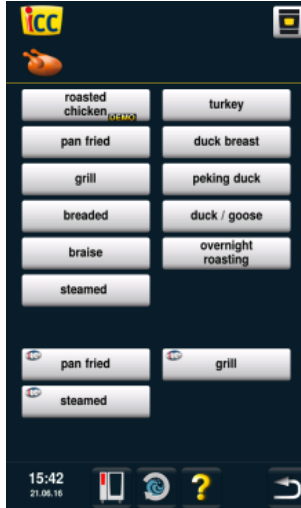 icc
roasted
chicken DEMO
turkey
pan fried
duck breast
grill
peking duck
breaded
duck / goose
braise
overnight
roasting
steamed
pan fried
grill
steamed
15:42
21.06.16
?